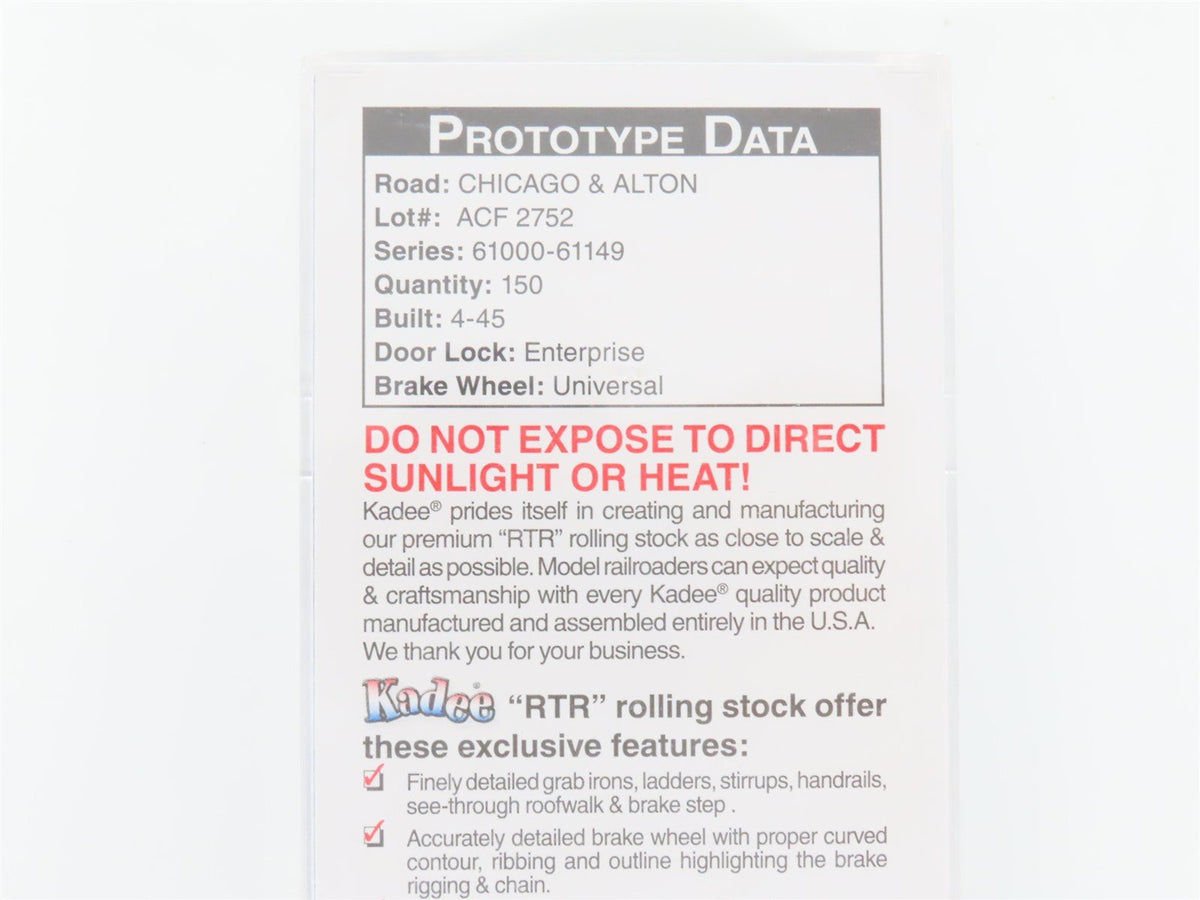 PROTOTYPE DATA
Road: CHICAGO & ALTON
Lot#: ACF 2752
Series: 61000-61149
Quantity: 150
Built: 4-45
Door Lock: Enterprise
Brake Wheel: Universal
DO NOT EXPOSE TO DIRECT
SUNLIGHT OR HEAT!
Kadee® prides itself in creating and manufacturing
our premium “RTR” rolling stock as close to scale &
detail as possible. Model railroaders can expect quality
& craftsmanship with every Kadee® quality product
manufactured and assembled entirely in the U.S.A.
We thank you for your business.
Kadee® “RTR” rolling stock offer
these exclusive features:
Finely detailed grab irons, ladders, stirrups, handrails,
see-through roofwalk & brake step .
Accurately detailed brake wheel with proper curved
contour, ribbing and outline highlighting the brake
rigging & chain.